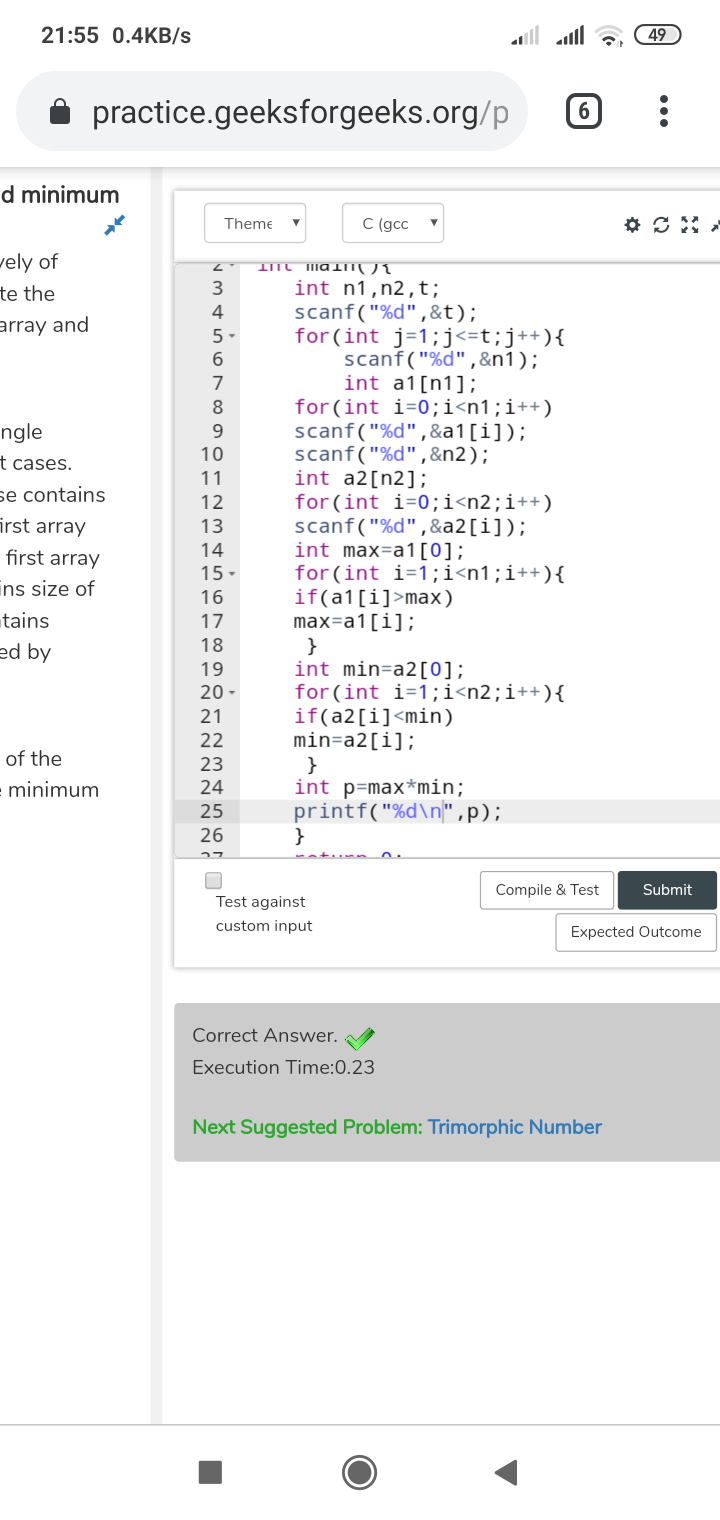 21:55 0.4KB/s
49
practice.geeksforgeeks.org/p
6
d minimum
vely of
te the
array and
ngle
t cases.
se contains
irst array
first array
ins size of
tains
ed by
of the
e minimum
Theme
C (gcc
2 int main(){
3 int n1,n2,t;
4 scanf("%d",&t);
5 for(int j=1;j<=t;j++){
6 scanf("%d",&n1);
7 int a1[n1];
8 for(int i=0;i<n1;i++)
9 scanf("%d",&a1[i]);
10 scanf("%d",&n2);
11 int a2[n2];
12 for(int i=0;i<n2;i++)
13 scanf("%d",&a2[i]);
14 int max=a1[0];
15 for(int i=1;i<n1;i++){
16 if(a1[i]>max)
17 max=a1[i];
18 }
19 int min=a2[0];
20 for(int i=1;i<n2;i++){
21 if(a2[i]<min)
22 min=a2[i];
23 }
24 int p=max*min;
25 printf("%d\n",p);
26 }
27 return 0;
Test against
custom input
Compile & Test
Submit
Expected Outcome
Correct Answer.
Execution Time:0.23
Next Suggested Problem: Trimorphic Number